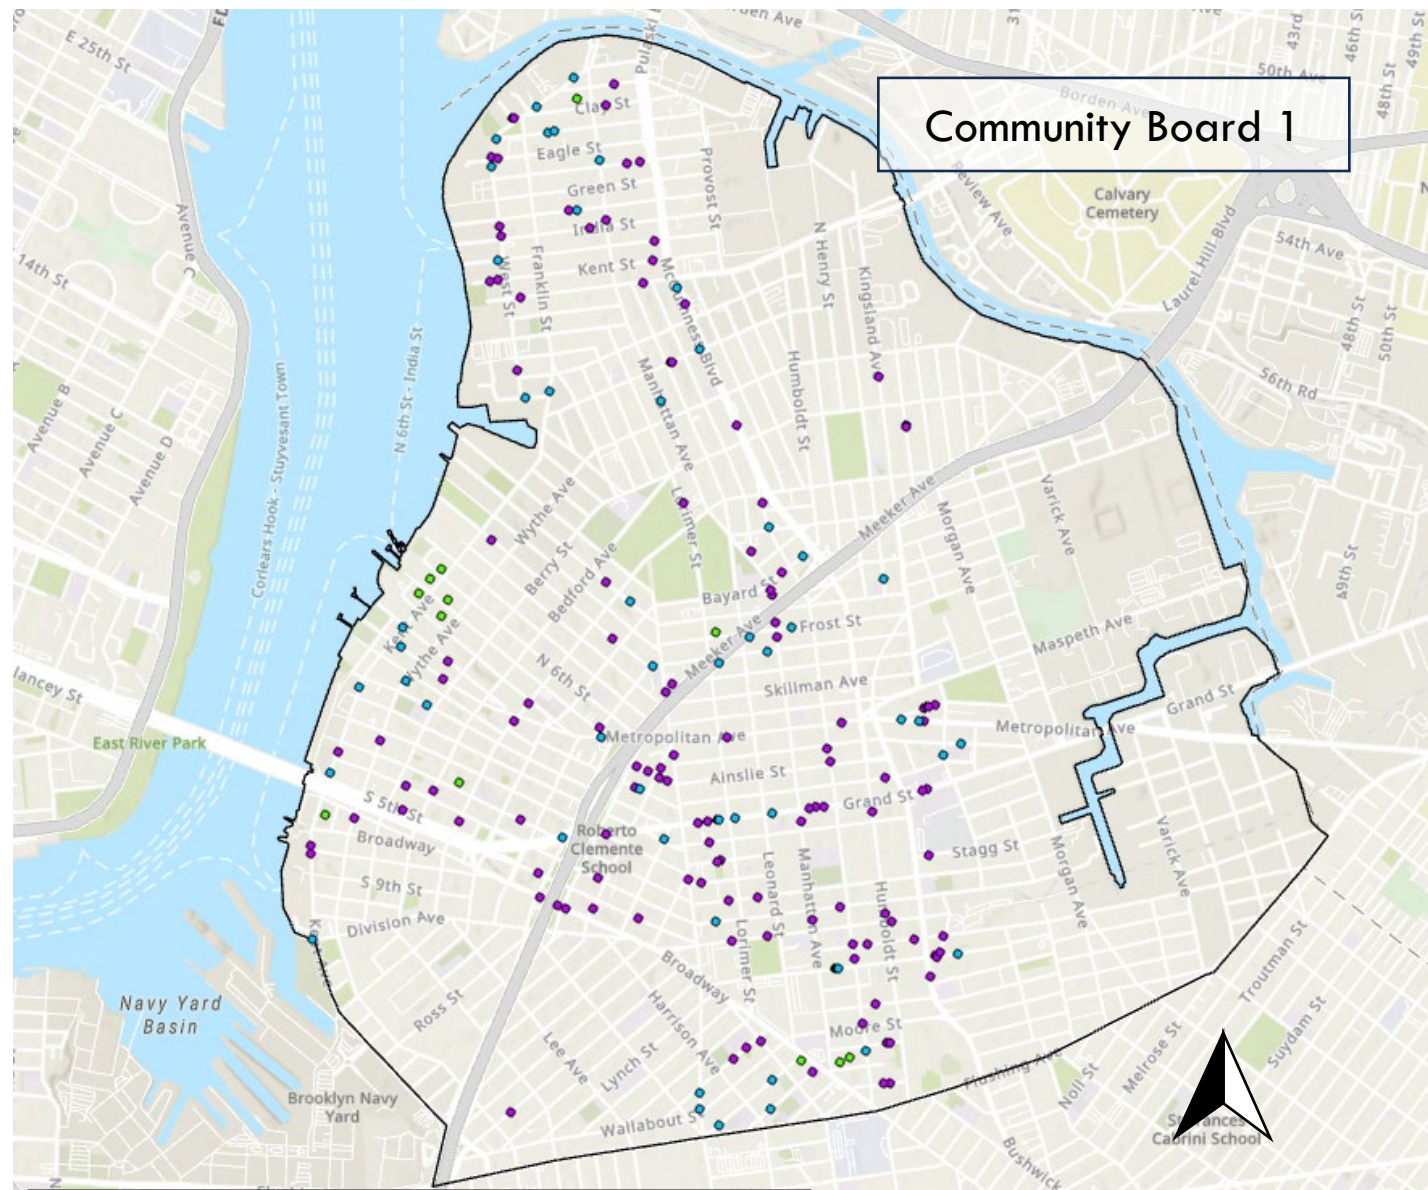 Community Board 1
E 25th St
50th Ave
43rd
46th St
49th St
48th St
Borden Ave
Clay St
Eagle St
Green St
India St
Kent St
Provost St
N Henry St
Kingsland Ave
Review Ave
Calvary
Cemetery
Laurel Hill Blvd
54th Ave
48th St
50th St
56th Rd
49th St
Avenue C
14th St
Avenue B
Avenue C
Avenue D
Corlears Hook - Stuyvesant Town
N 6th St - India St
West St
Franklin St
McGuinness Blvd
Manhattan Ave
Humboldt St
Lorimer St
Meeker Ave
Morgan Ave
Varick Ave
Wythe Ave
Berry St
Bedford Ave
Bayard St
Frost St
Meeker Ave
Maspeth Ave
Kent Ave
Wythe Ave
N 6th St
Skillman Ave
Grand St
Metropolitan Ave
Metropolitan Ave
lancey St
East River Park
Ainslie St
Grand St
S 5th St
Broadway
Roberto
Clemente
School
Stagg St
Morgan Ave
Varick Ave
S 9th St
Division Ave
Leonard St
Manhattan Ave
Humboldt St
Lorimer St
Kent Ave
Broadway
Navy Yard
Basin
Ross St
Harrison Ave
Moore St
Lee Ave
Lynch St
Flushing Ave
Troutman St
Suydam St
Melrose St
Noll St
Brooklyn Navy
Yard
Wallabout St
Cabrini School
Bushwick